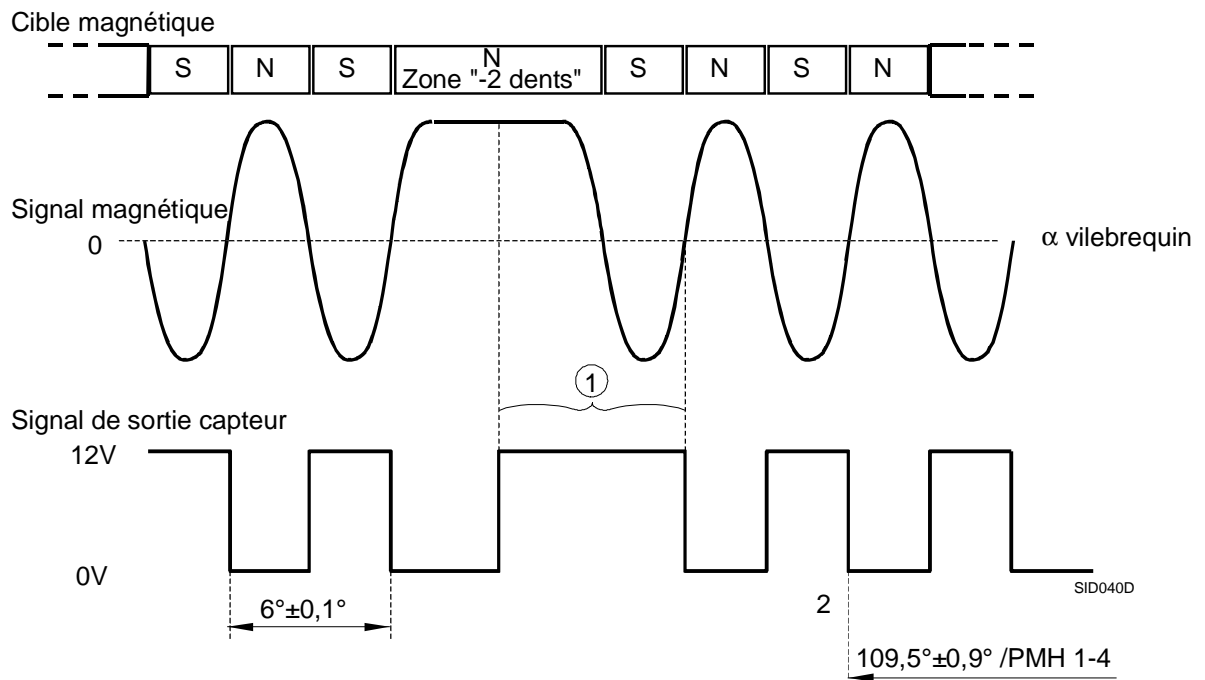 Cible magnétique
S N S N S N S N
Zone "-2 dents"
Signal magnétique
0
α vilebrequin
1
Signal de sortie capteur
12V
0V
SID040D
6°±0,1°
2
109,5°±0,9° /PMH 1-4